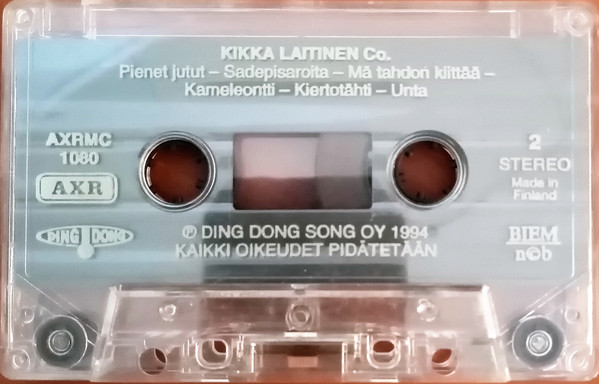 KIKKA LAITINEN Co.
Pienet jutut – Sadepisaroita – Mä tahdon kiittää –
Kameleontti – Kiertotähti – Unta
AXRMC
1060
AXR
DING DONG
2
STEREO
Made in
Finland
℗ DING DONG SONG OY 1994
KAIKKI OIKEUDET PIDÄTETÄÄN
BIEM
n©b